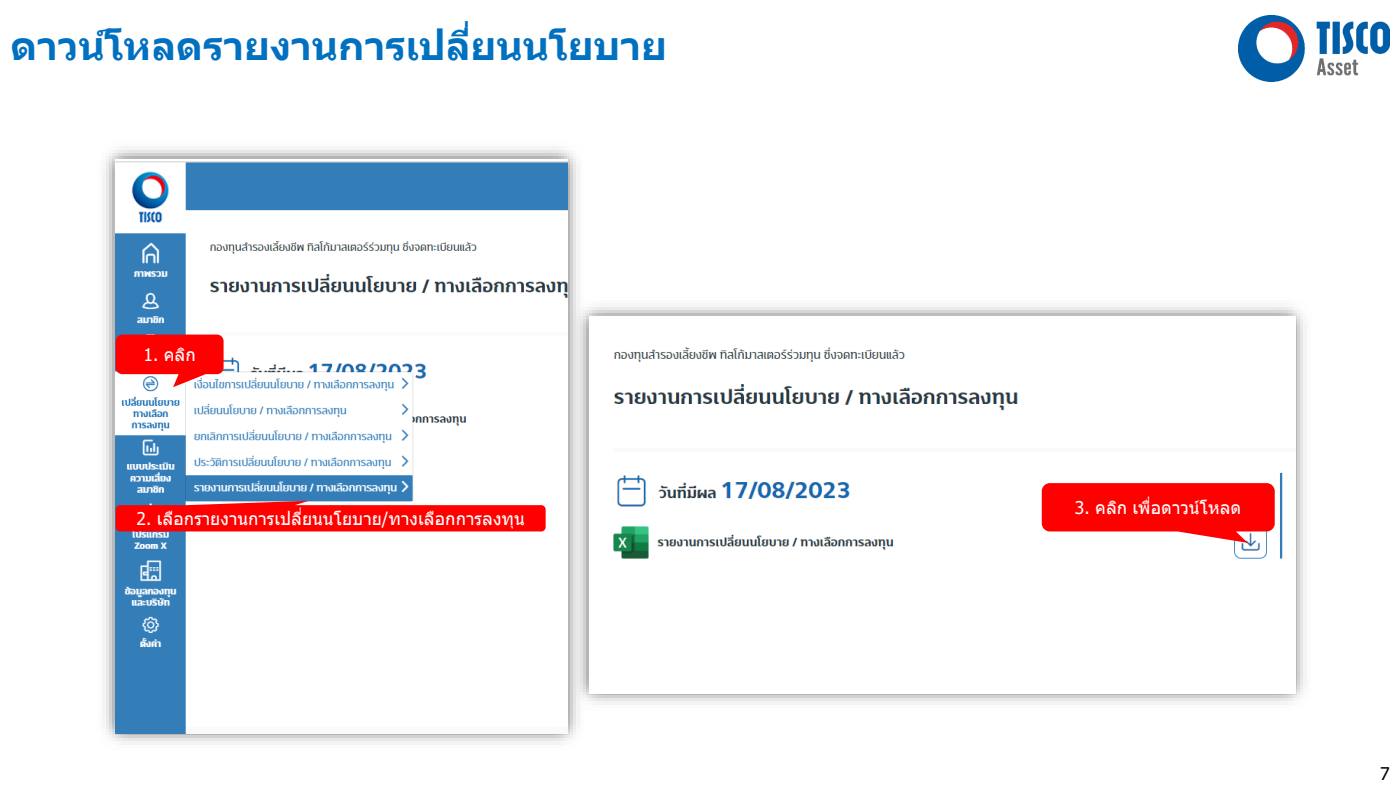 ดาวน์โหลดรายงานการเปลี่ยนนโยบาย
TISCO
Asset
TISCO
กองทุนสำรองเลี้ยงชีพ ทิสโก้มาสเตอร์ร่วมทุน ซึ่งจดทะเบียนแล้ว
ภาพรวม
รายงานการเปลี่ยนนโยบาย / ทางเลือกการลงทุ
สมาชิก
1. คลิก
วันที่มีผล 17/08/2023
เงื่อนไขการเปลี่ยนนโยบาย / ทางเลือกการลงทุน
เปลี่ยนนโยบาย
ทางเลือก
การลงทุน
เปลี่ยนนโยบาย / ทางเลือกการลงทุน
อกการลงทุน
ยกเลิกการเปลี่ยนนโยบาย / ทางเลือกการลงทุน
แบบประเมิน
ความเสี่ยง
สมาชิก
ประวัติการเปลี่ยนนโยบาย / ทางเลือกการลงทุน
รายงานการเปลี่ยนนโยบาย / ทางเลือกการลงทุน
2. เลือกรายงานการเปลี่ยนนโยบาย/ทางเลือกการลงทุน
โปรแกรม
Zoom X
ข้อมูลกองทุน
และบริษัท
ตั้งค่า
กองทุนสำรองเลี้ยงชีพ ทิสโก้มาสเตอร์ร่วมทุน ซึ่งจดทะเบียนแล้ว
รายงานการเปลี่ยนนโยบาย / ทางเลือกการลงทุน
วันที่มีผล 17/08/2023
3. คลิก เพื่อดาวน์โหลด
X รายงานการเปลี่ยนนโยบาย / ทางเลือกการลงทุน
7